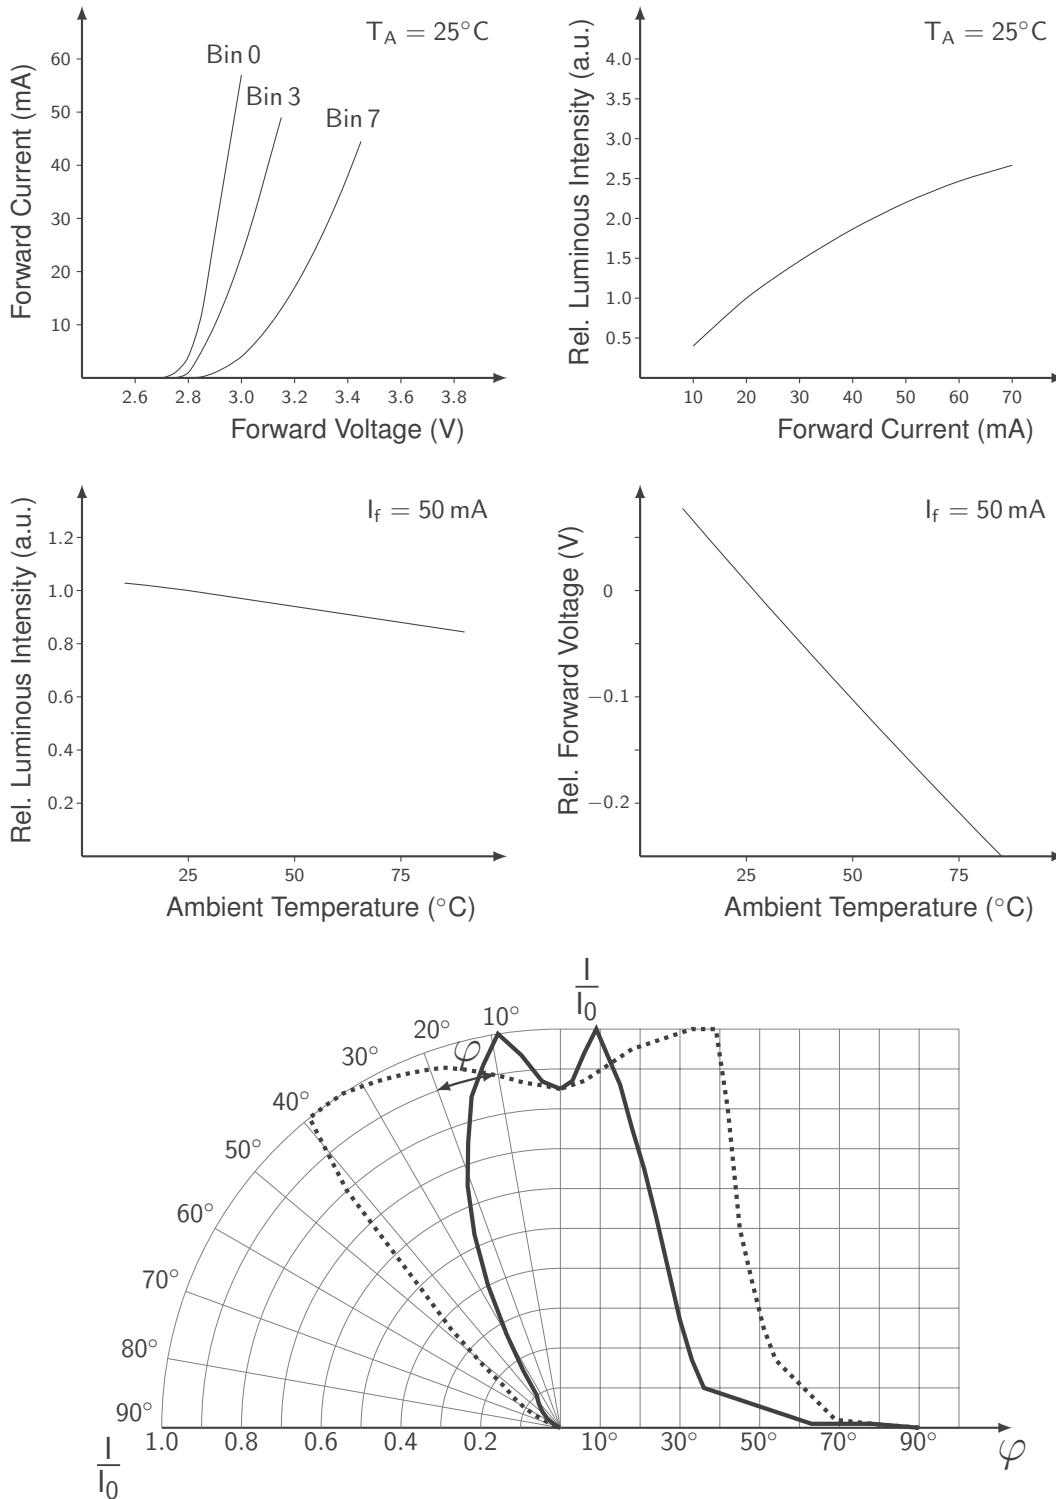 T_A = 25°C
Forward Current (mA)
60
50
40
30
20
10
Bin 0
Bin 3
Bin 7
2.6 2.8 3.0 3.2 3.4 3.6 3.8
Forward Voltage (V)
T_A = 25°C
Rel. Luminous Intensity (a.u.)
4.0
3.5
3.0
2.5
2.0
1.5
1.0
0.5
10 20 30 40 50 60 70
Forward Current (mA)
I_f = 50 mA
Rel. Luminous Intensity (a.u.)
1.2
1.0
0.8
0.6
0.4
0.2
25 50 75
Ambient Temperature (°C)
I_f = 50 mA
Rel. Forward Voltage (V)
0
−0.1
−0.2
25 50 75
Ambient Temperature (°C)
I
I_0
10°
20°
φ
30°
40°
50°
60°
70°
80°
90°
1.0 0.8 0.6 0.4 0.2 10° 30° 50° 70° 90°
I
I_0
φ